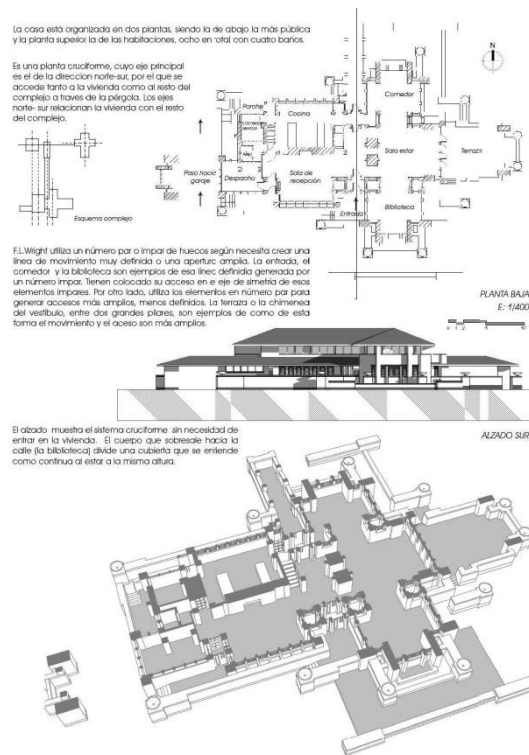 La casa está organizada en dos plantas, siendo la de abajo la más pública
y la planta superior la de las habitaciones, ocho en total con cuatro baños.
Es una planta cruciforme, cuyo eje principal
es el de la direccion norte-sur, por el que se
accede tanto a la vivienda como al resto del
complejo a traves de la pérgola. Los ejes
norte- sur relacionan la vivienda con el resto
del complejo.
Esquema complejo
N
Comedor
Porche
Cocina
Sala estar
Terraza
Paso hacia
garaje
Despacho
Sala de
recepción
Entrada
Biblioteca
F.L.Wright utiliza un número par o impar de huecos según necesita crear una
línea de movimiento muy definida o una apertura amplia. La entrada, el
comedor y la biblioteca son ejemplos de esa línea definidia generada por
un número impar. Tienen colocado su acceso en el eje de simetría de esos
elementos impares. Por otro lado, utiliza los elementos en número par para
generar accesos más amplios, menos definidos. La terraza o la chimenea
del vestíbulo, entre dos grandes pilares, son ejemplos de como de esta
forma el movimiento y el aceso son más amplios.
PLANTA BAJA
E: 1/400
El alzado muestra el sistema cruciforme sin necesidad de
entrar en la vivienda. El cuerpo que sobresale hacia la
calle (la bibblioteca) divide una cubierta que se entiende
como continua al estar a la misma altura.
ALZADO SUR